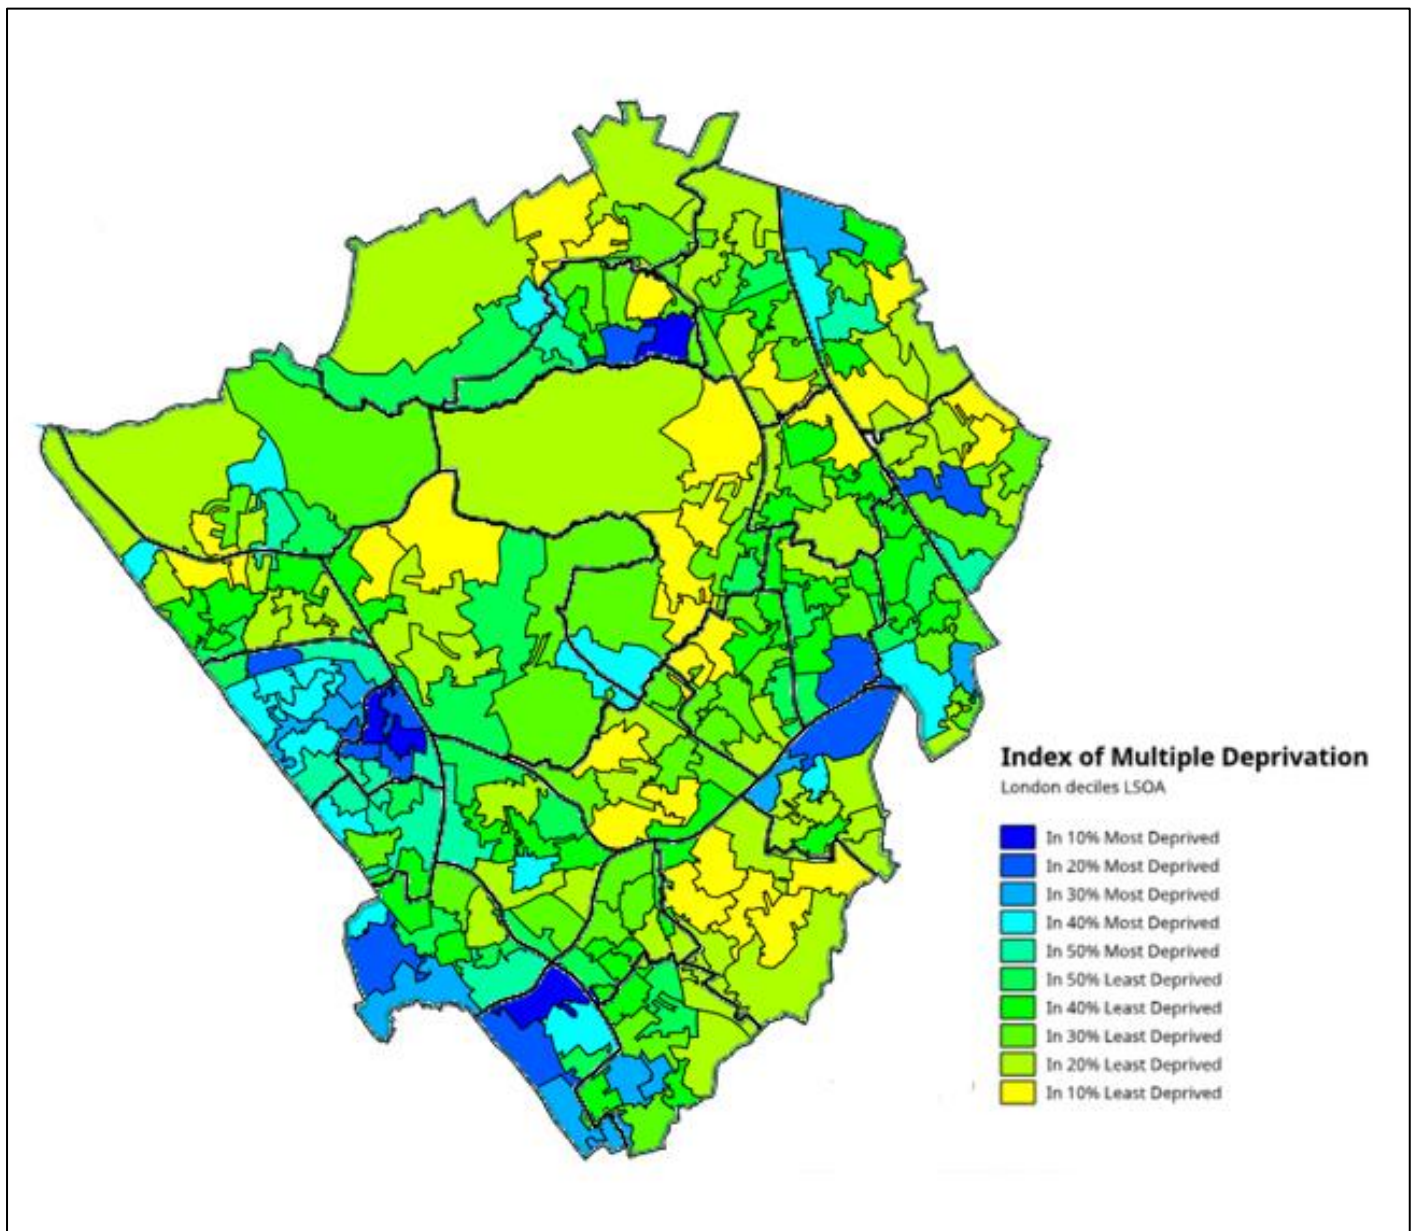 Index of Multiple Deprivation
London deciles LSOA
In 10% Most Deprived
In 20% Most Deprived
In 30% Most Deprived
In 40% Most Deprived
In 50% Most Deprived
In 50% Least Deprived
In 40% Least Deprived
In 30% Least Deprived
In 20% Least Deprived
In 10% Least Deprived